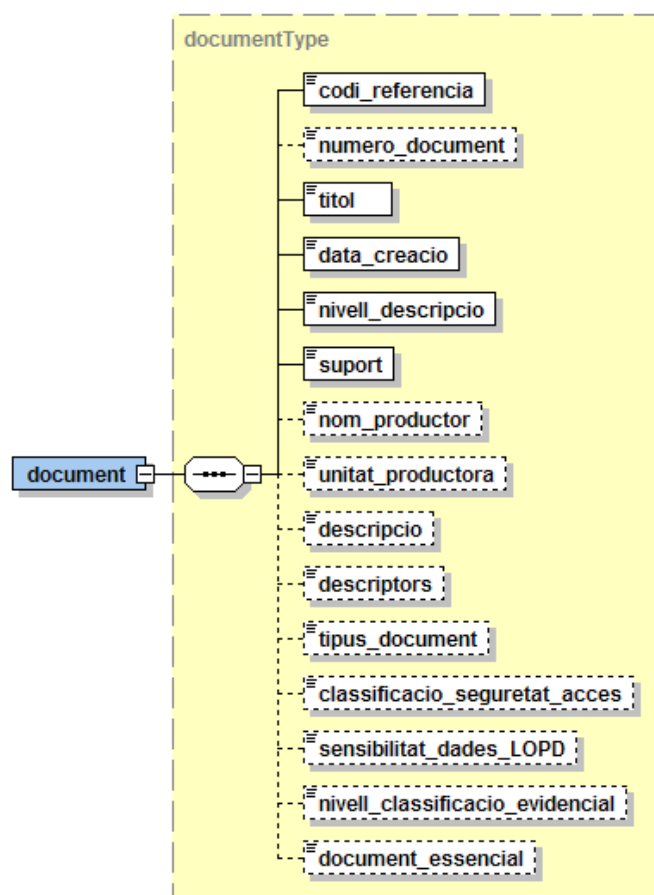 documentType
codi_referencia
numero_document
titol
data_creacio
nivell_descripcio
suport
nom_productor
document
unitat_productora
descripcio
descriptors
tipus_document
classificacio_seguretat_acces
sensibilitat_dades_LOPD
nivell_classificacio_evidencial
document_essencial